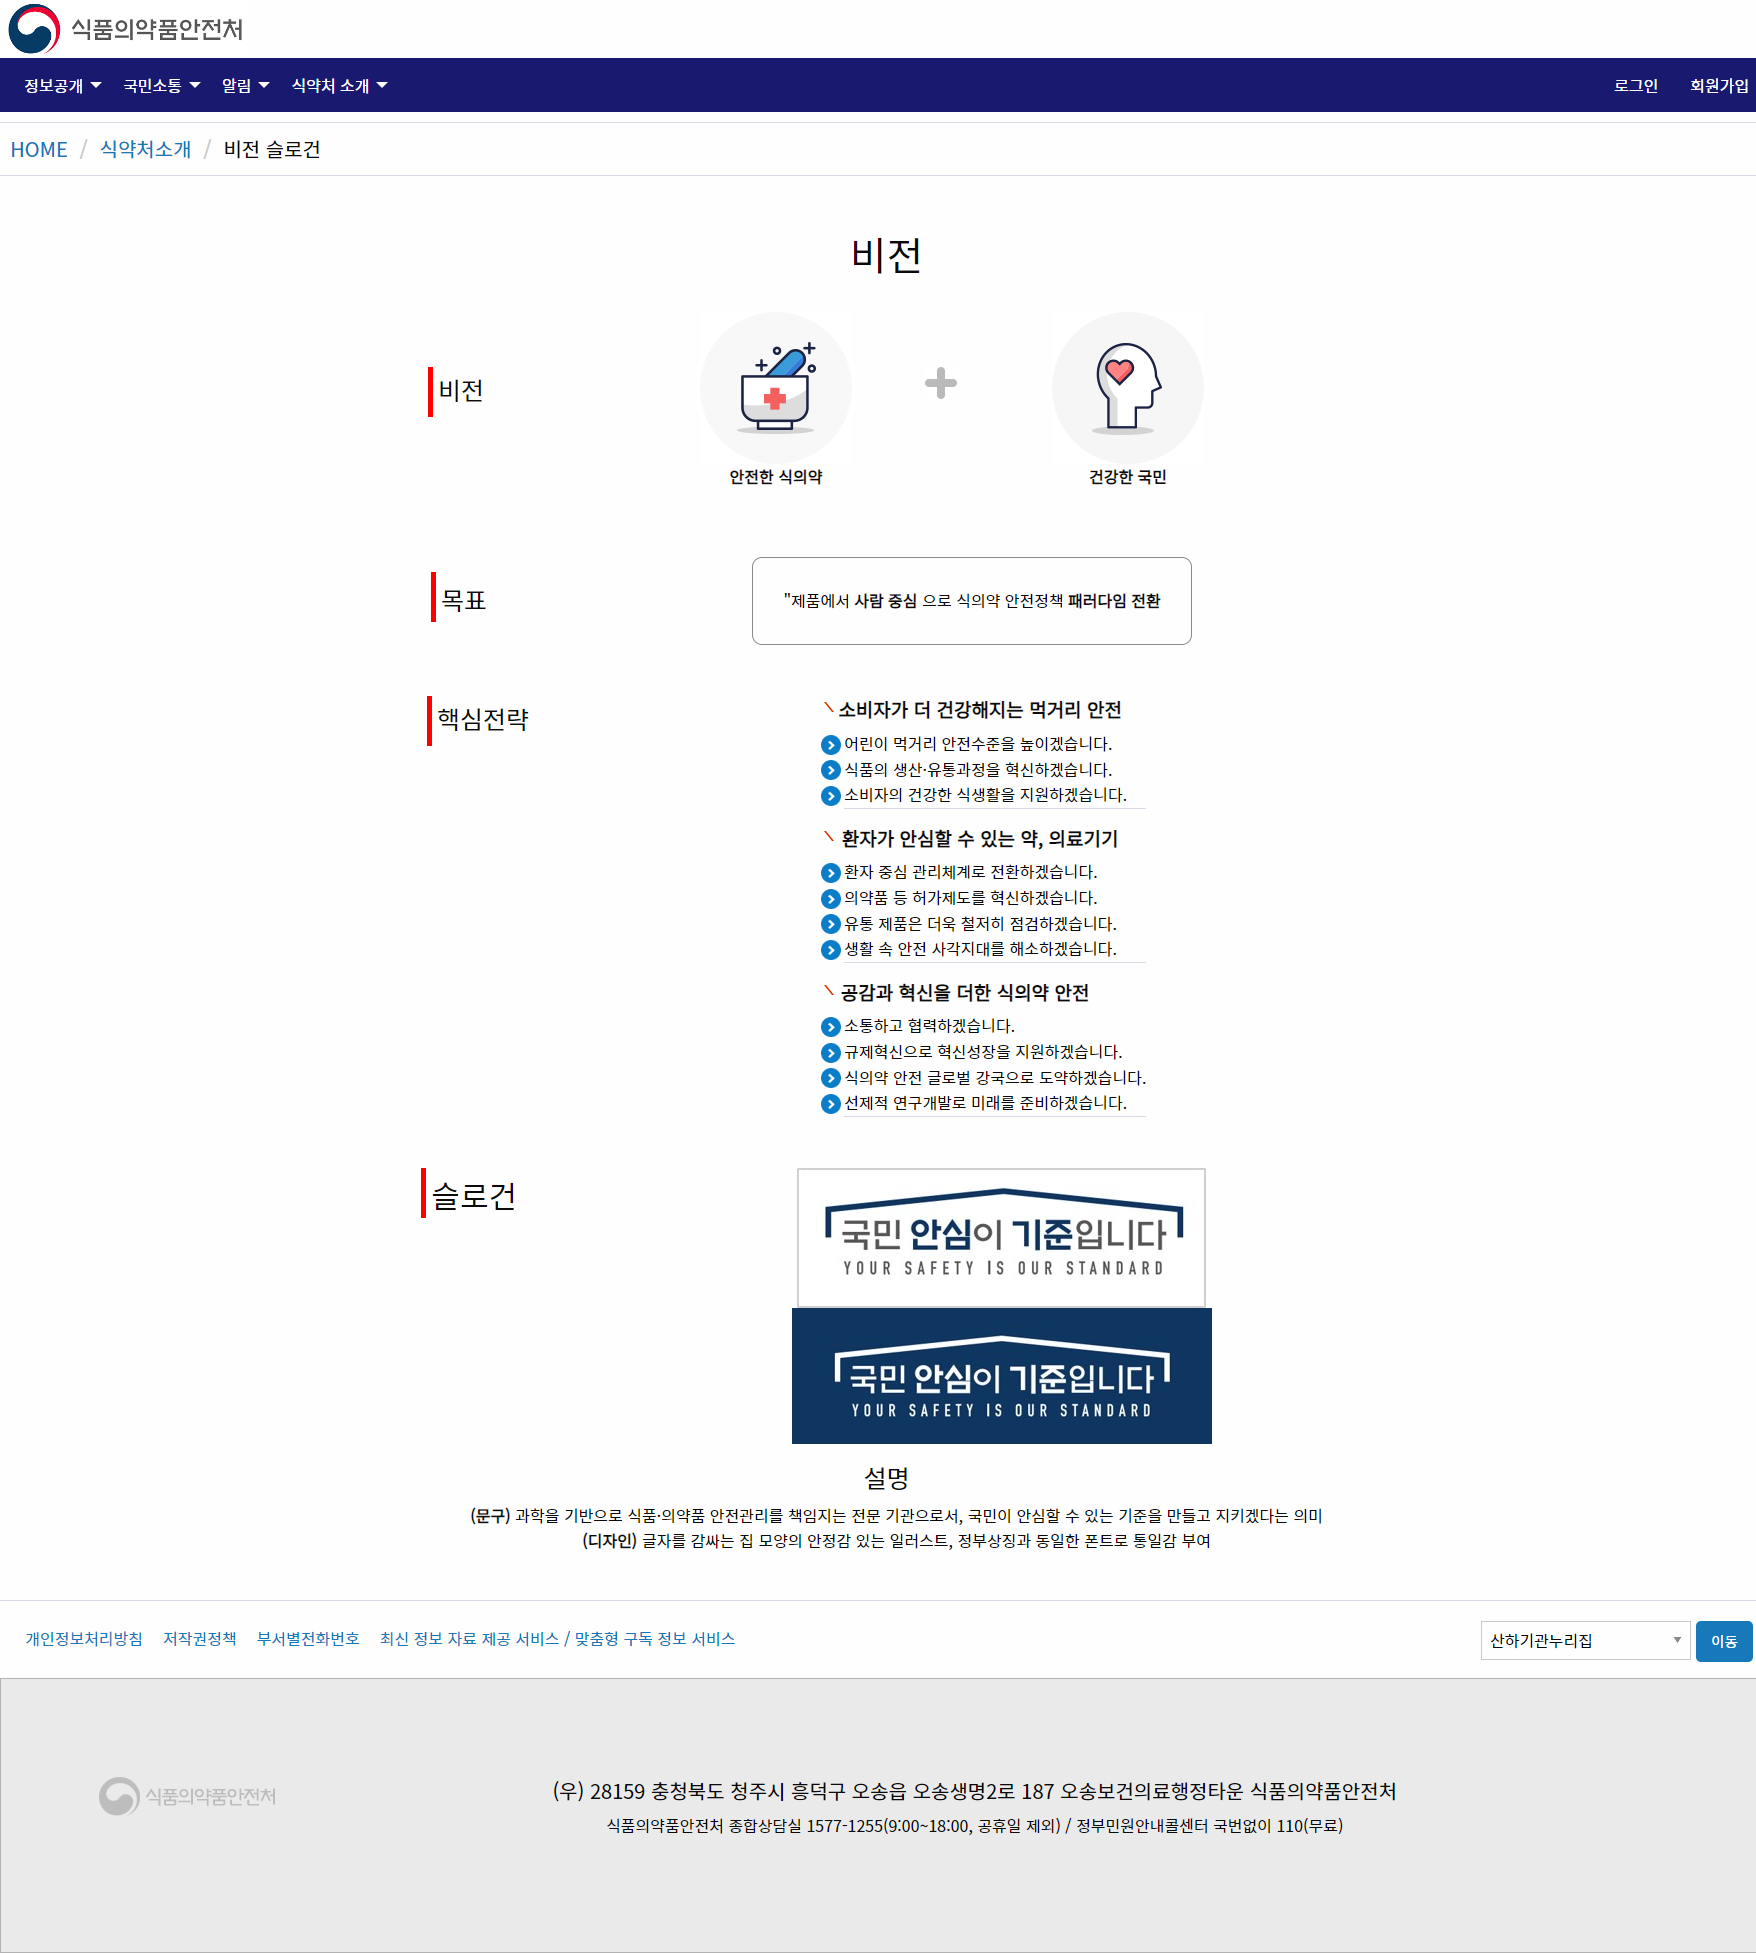 식품의약품안전처
정보공개 국민소통 알림 식약처 소개 로그인 회원가입
HOME / 식약처소개 / 비전 슬로건
비전
비전
안전한 식의약 건강한 국민
목표
"제품에서 사람 중심 으로 식의약 안전정책 패러다임 전환
핵심전략
소비자가 더 건강해지는 먹거리 안전
어린이 먹거리 안전수준을 높이겠습니다.
식품의 생산·유통과정을 혁신하겠습니다.
소비자의 건강한 식생활을 지원하겠습니다.
환자가 안심할 수 있는 약, 의료기기
환자 중심 관리체계로 전환하겠습니다.
의약품 등 허가제도를 혁신하겠습니다.
유통 제품은 더욱 철저히 점검하겠습니다.
생활 속 안전 사각지대를 해소하겠습니다.
공감과 혁신을 더한 식의약 안전
소통하고 협력하겠습니다.
규제혁신으로 혁신성장을 지원하겠습니다.
식의약 안전 글로벌 강국으로 도약하겠습니다.
선제적 연구개발로 미래를 준비하겠습니다.
슬로건
국민 안심이 기준입니다
YOUR SAFETY IS OUR STANDARD
국민 안심이 기준입니다
YOUR SAFETY IS OUR STANDARD
설명
(문구) 과학을 기반으로 식품·의약품 안전관리를 책임지는 전문 기관으로서, 국민이 안심할 수 있는 기준을 만들고 지키겠다는 의미
(디자인) 글자를 감싸는 집 모양의 안정감 있는 일러스트, 정부상징과 동일한 폰트로 통일감 부여
개인정보처리방침 저작권정책 부서별전화번호 최신 정보 자료 제공 서비스 / 맞춤형 구독 정보 서비스 산하기관누리집 이동
식품의약품안전처
(우) 28159 충청북도 청주시 흥덕구 오송읍 오송생명2로 187 오송보건의료행정타운 식품의약품안전처
식품의약품안전처 종합상담실 1577-1255(9:00~18:00, 공휴일 제외) / 정부민원안내콜센터 국번없이 110(무료)